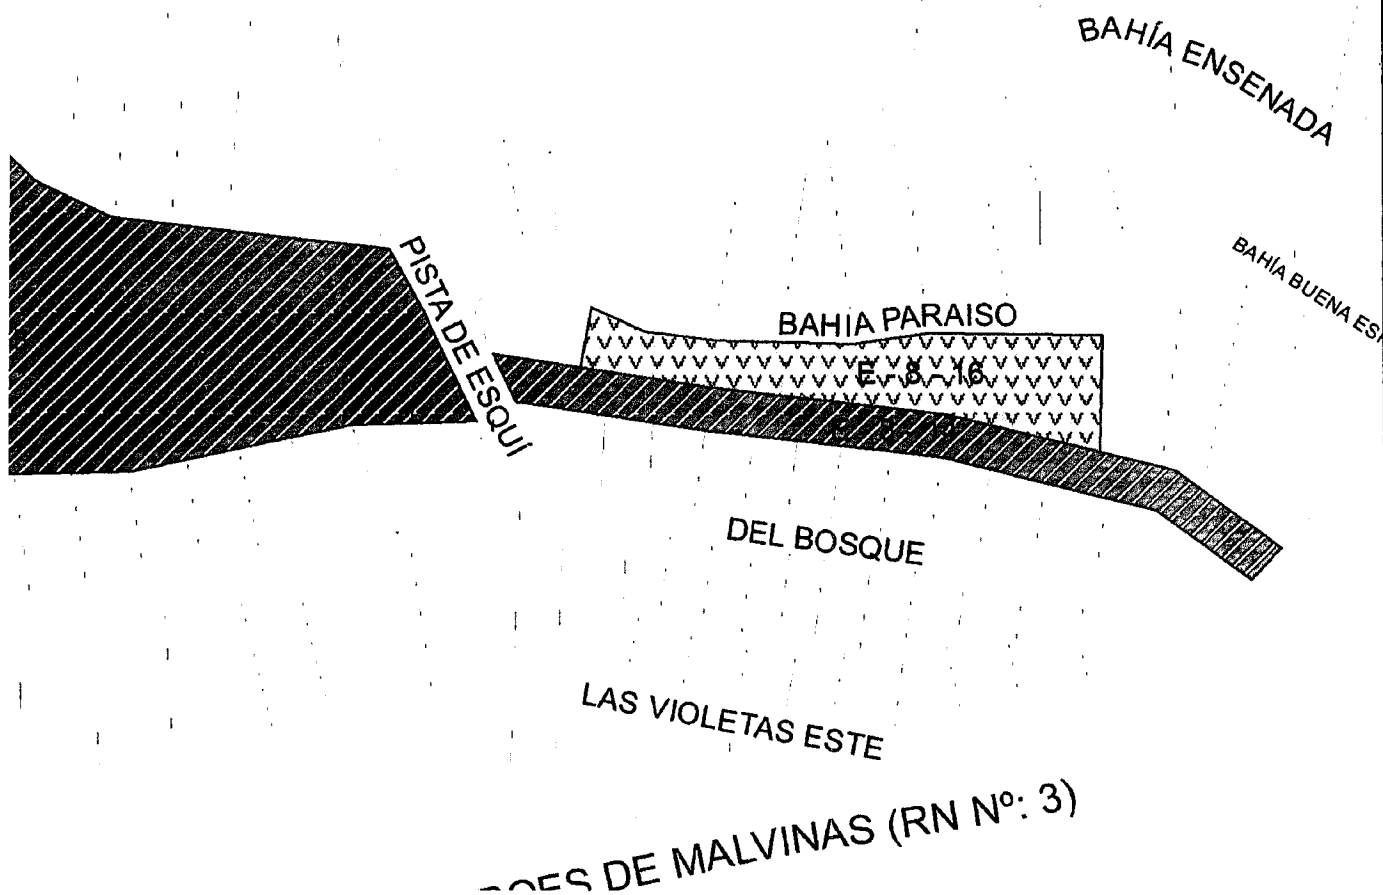 BAHÍA ENSENADA
PISTA DE ESQUÍ
BAHÍA BUENA
BAHIA PARAISO
E - 8 - 16
DEL BOSQUE
LAS VIOLETAS ESTE
DE MALVINAS (RN Nº: 3)